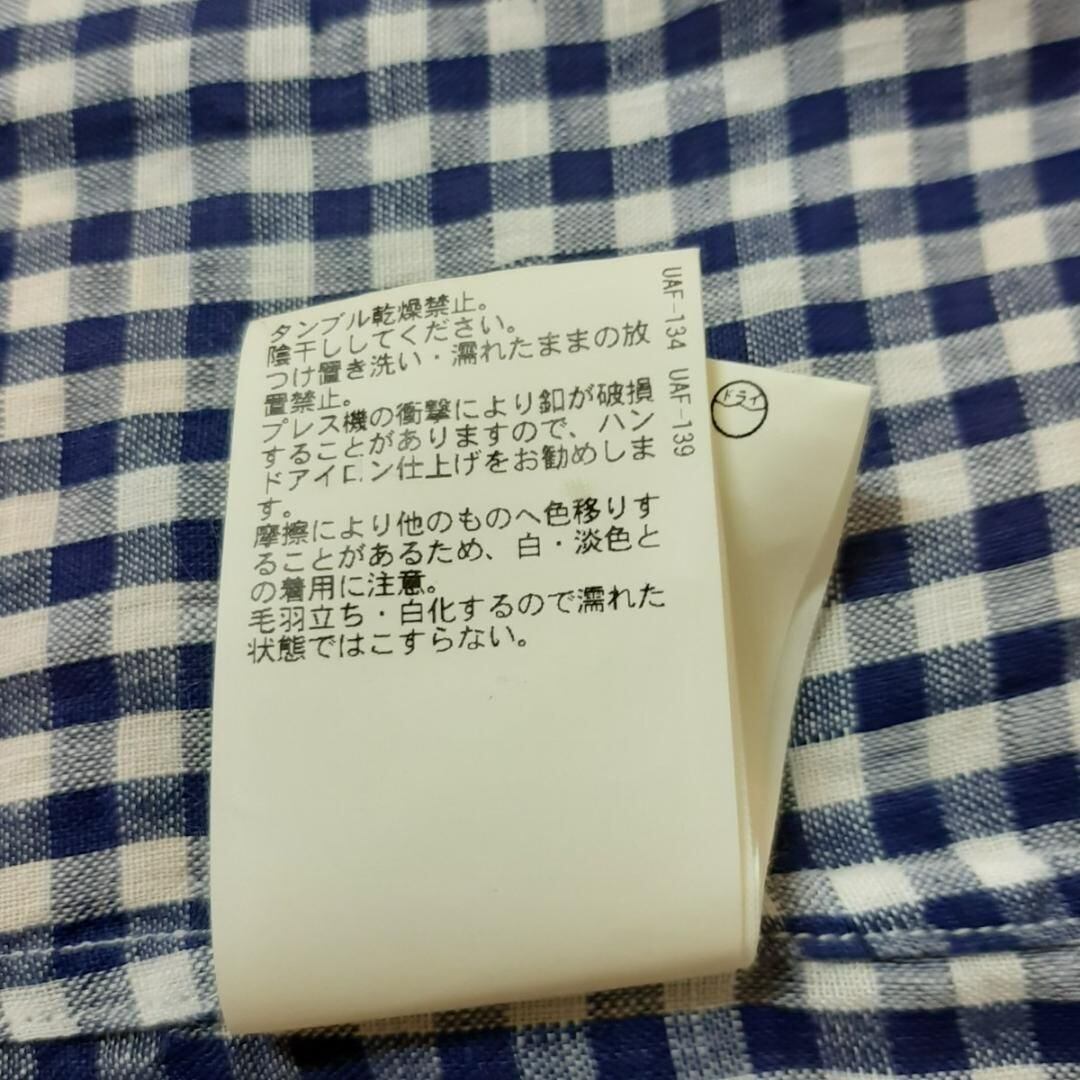 タンブル乾燥禁止。
陰干ししてください。
つけ置き洗い・濡れたままの放
置禁止。
プレス機の衝撃により釦が破損
することがありますので、ハン
ドアイロン仕上げをお勧めしま
す。
摩擦により他のものへ色移りす
ることがあるため、白・淡色と
の着用に注意。
毛羽立ち・白化するので濡れた
状態ではこすらない。
UAF-134 UAF-139
ドライ